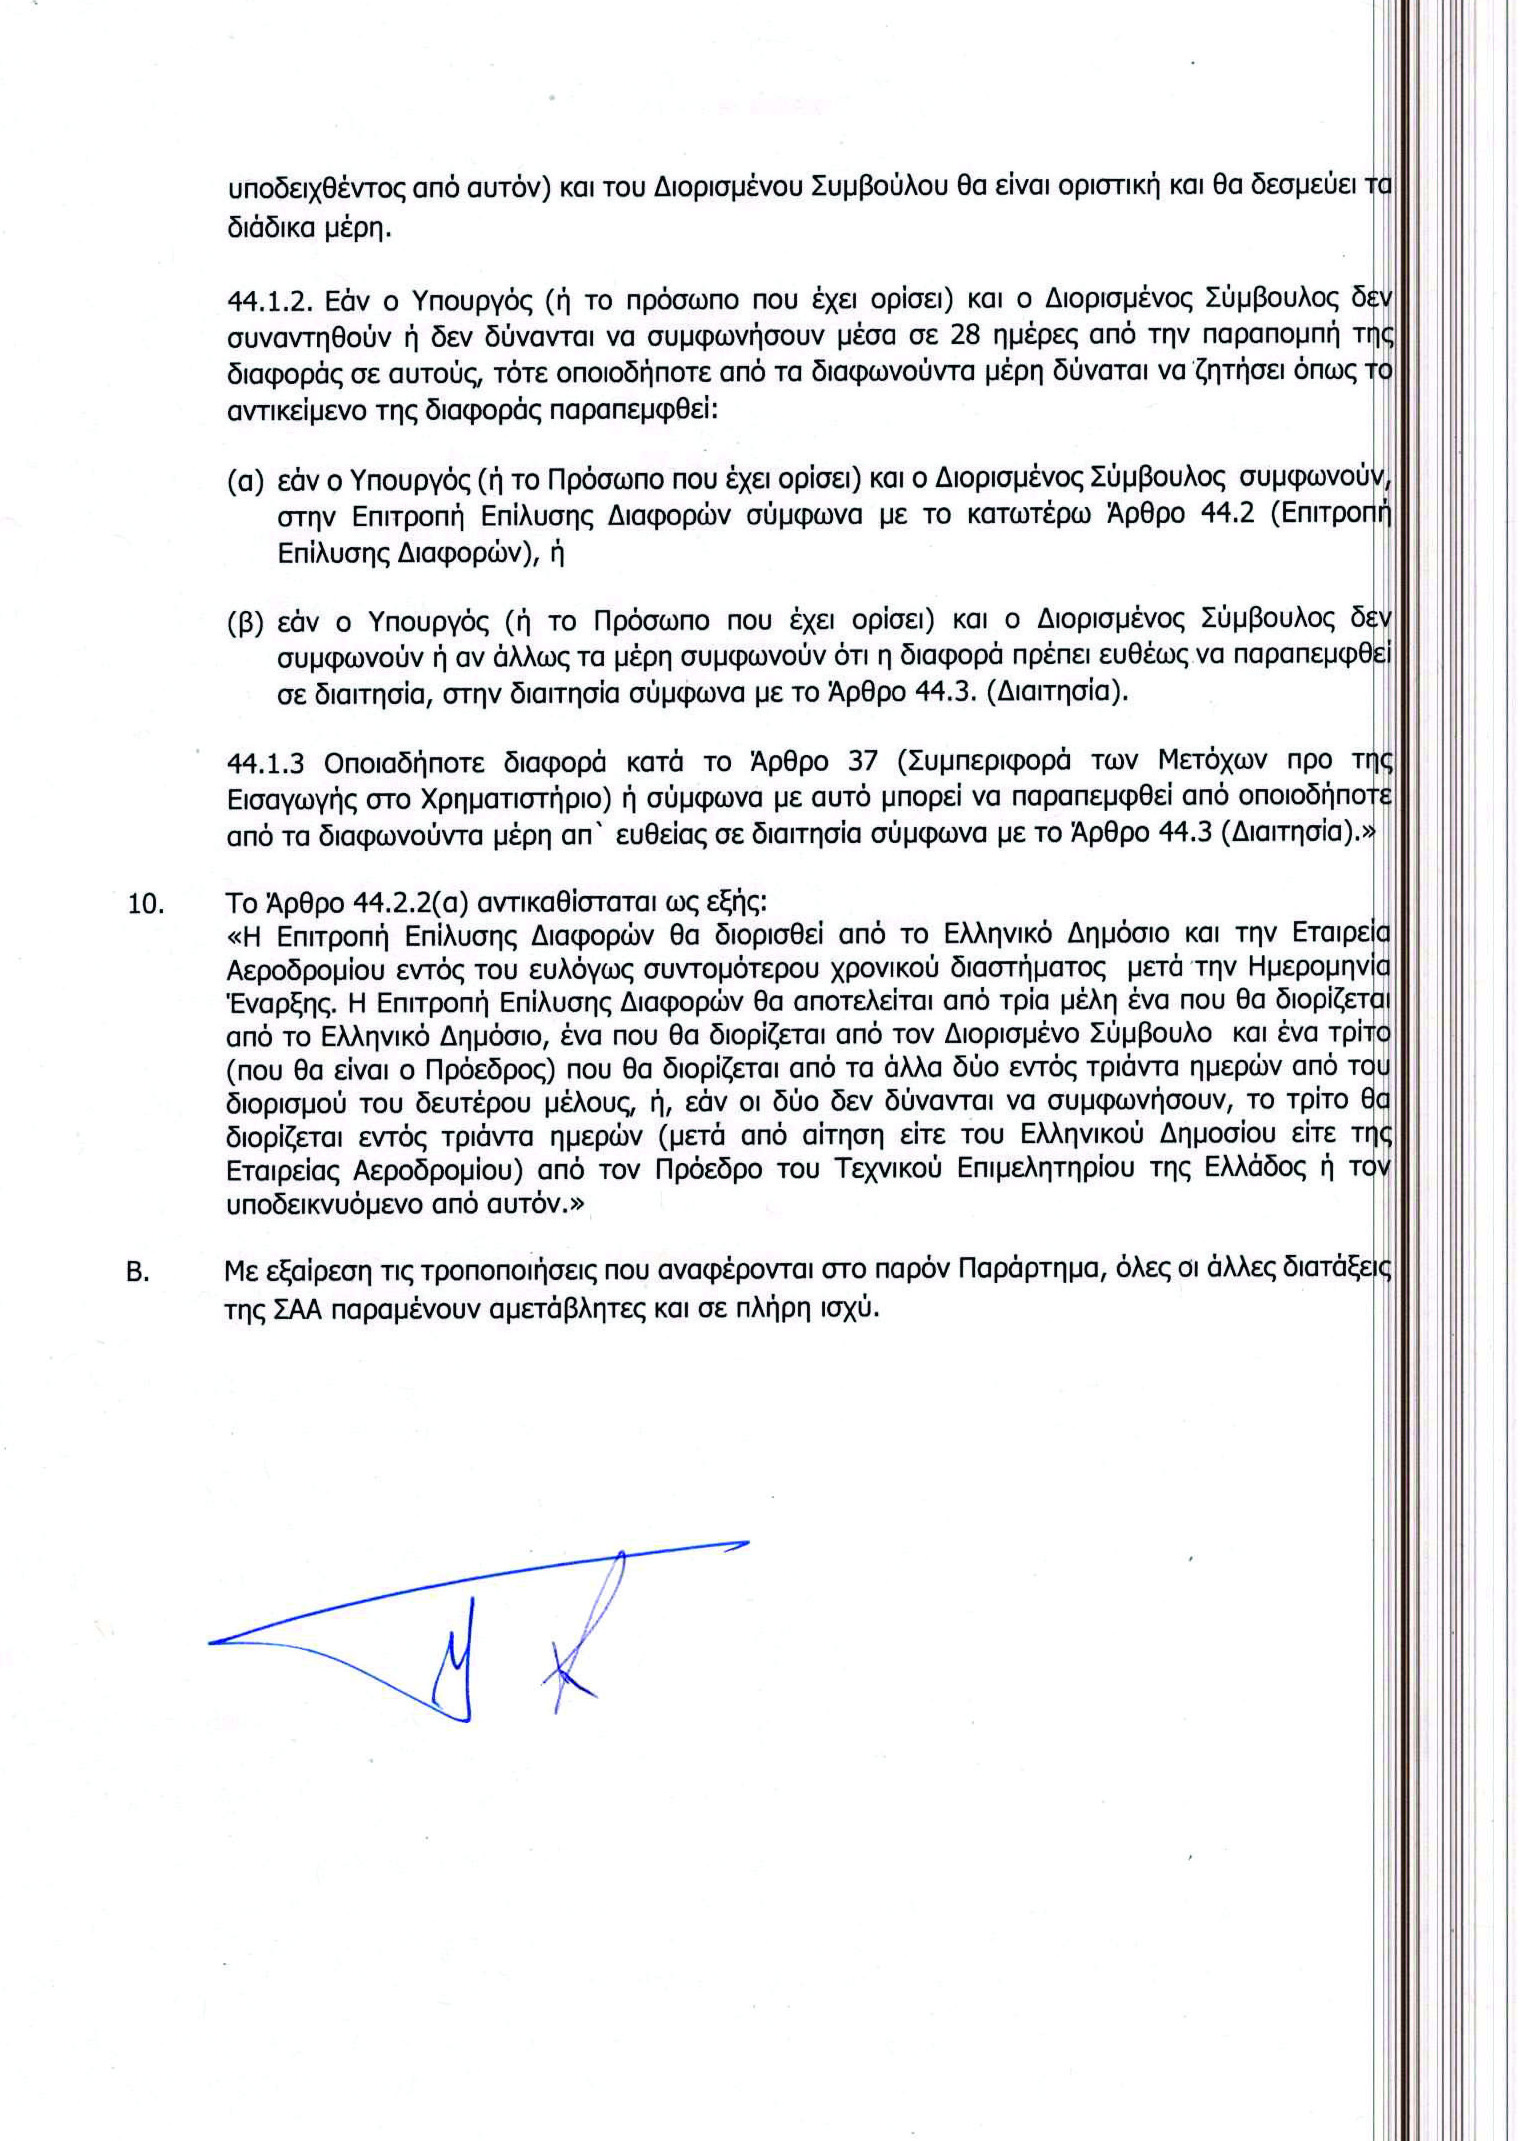 υποδειχθέντος από αυτόν) και του Διορισμένου Συμβούλου θα είναι οριστική και θα δεσμεύει τα
διάδικα μέρη.
44.1.2. Εάν ο Υπουργός (ή το πρόσωπο που έχει ορίσει) και ο Διορισμένος Σύμβουλος δεν
συναντηθούν ή δεν δύνανται να συμφωνήσουν μέσα σε 28 ημέρες από την παραπομπή της
διαφοράς σε αυτούς, τότε οποιοδήποτε από τα διαφωνούντα μέρη δύναται να ζητήσει όπως το
αντικείμενο της διαφοράς παραπεμφθεί:
(α) εάν ο Υπουργός (ή το Πρόσωπο που έχει ορίσει) και ο Διορισμένος Σύμβουλος συμφωνούν,
στην Επιτροπή Επίλυσης Διαφορών σύμφωνα με το κατωτέρω Άρθρο 44.2 (Επιτροπή
Επίλυσης Διαφορών), ή
(β) εάν ο Υπουργός (ή το Πρόσωπο που έχει ορίσει) και ο Διορισμένος Σύμβουλος δεν
συμφωνούν ή αν άλλως τα μέρη συμφωνούν ότι η διαφορά πρέπει ευθέως να παραπεμφθεί
σε διαιτησία, στην διαιτησία σύμφωνα με το Άρθρο 44.3. (Διαιτησία).
44.1.3 Οποιαδήποτε διαφορά κατά το Άρθρο 37 (Συμπεριφορά των Μετόχων προ της
Εισαγωγής στο Χρηματιστήριο) ή σύμφωνα με αυτό μπορεί να παραπεμφθεί από οποιοδήποτε
από τα διαφωνούντα μέρη απ` ευθείας σε διαιτησία σύμφωνα με το Άρθρο 44.3 (Διαιτησία).»
10. Το Άρθρο 44.2.2(α) αντικαθίσταται ως εξής:
«Η Επιτροπή Επίλυσης Διαφορών θα διορισθεί από το Ελληνικό Δημόσιο και την Εταιρεία
Αεροδρομίου εντός του ευλόγως συντομότερου χρονικού διαστήματος μετά την Ημερομηνία
Έναρξης. Η Επιτροπή Επίλυσης Διαφορών θα αποτελείται από τρία μέλη ένα που θα διορίζεται
από το Ελληνικό Δημόσιο, ένα που θα διορίζεται από τον Διορισμένο Σύμβουλο και ένα τρίτο
(που θα είναι ο Πρόεδρος) που θα διορίζεται από τα άλλα δύο εντός τριάντα ημερών από του
διορισμού του δευτέρου μέλους, ή, εάν οι δύο δεν δύνανται να συμφωνήσουν, το τρίτο θα
διορίζεται εντός τριάντα ημερών (μετά από αίτηση είτε του Ελληνικού Δημοσίου είτε της
Εταιρείας Αεροδρομίου) από τον Πρόεδρο του Τεχνικού Επιμελητηρίου της Ελλάδος ή τον
υποδεικνυόμενο από αυτόν.»
Β. Με εξαίρεση τις τροποποιήσεις που αναφέρονται στο παρόν Παράρτημα, όλες οι άλλες διατάξεις
της ΣΑΑ παραμένουν αμετάβλητες και σε πλήρη ισχύ.